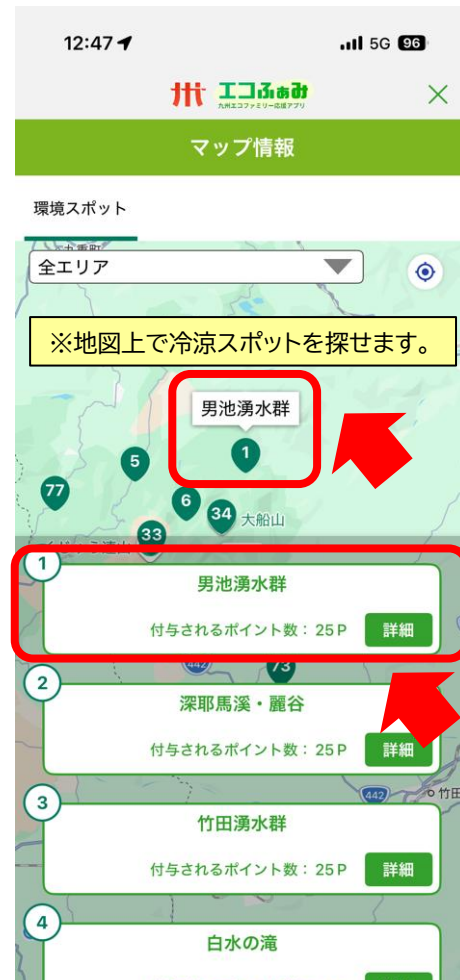 12:47
5G 96
エコふぁみ
九州エコファミリー応援アプリ
マップ情報
環境スポット
全エリア
※地図上で冷涼スポットを探せます。
男池湧水群
1
5
77
6
34
大船山
33
1
男池湧水群
付与されるポイント数：25P
詳細
442
73
2
深耶馬溪・麗谷
付与されるポイント数：25P
詳細
442
竹田
3
竹田湧水群
付与されるポイント数：25P
詳細
4
白水の滝